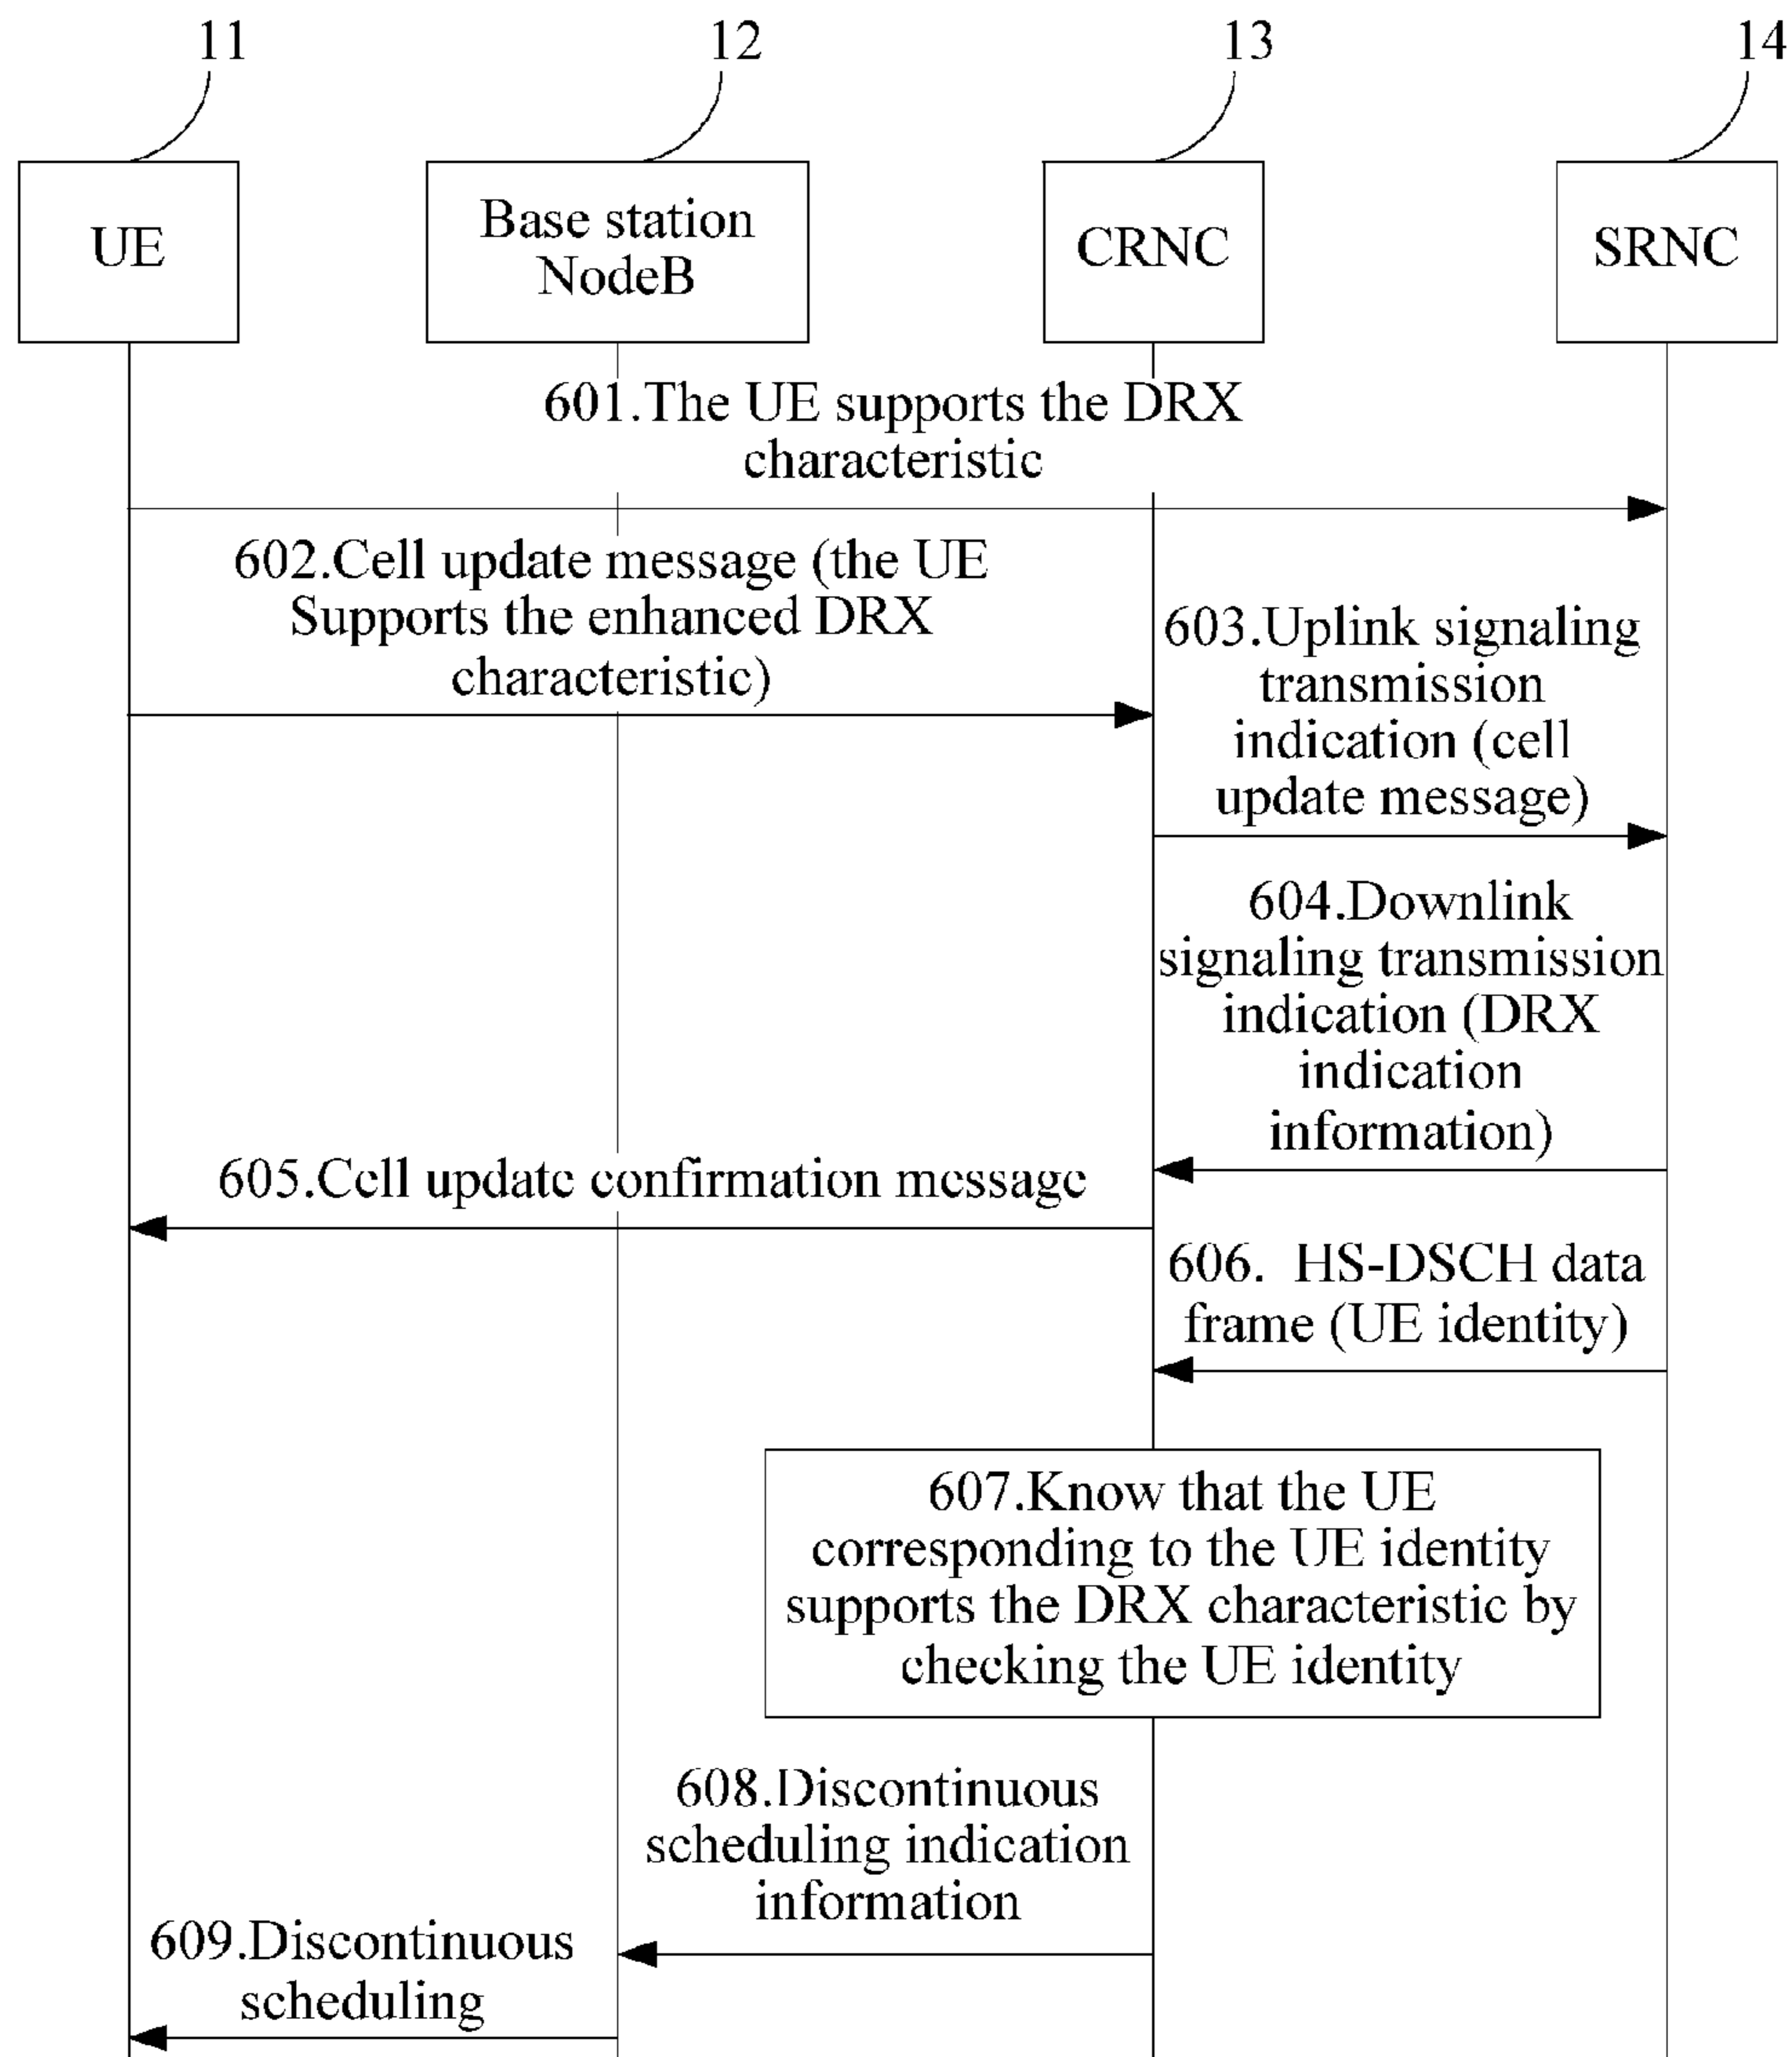 11
12
13
14
UE
Base station
NodeB
CRNC
SRNC
601.The UE supports the DRX
characteristic
602.Cell update message (the UE
Supports the enhanced DRX
characteristic)
603.Uplink signaling
transmission
indication (cell
update message)
604.Downlink
signaling transmission
indication (DRX
indication
information)
605.Cell update confirmation message
606. HS-DSCH data
frame (UE identity)
607.Know that the UE
corresponding to the UE identity
supports the DRX characteristic by
checking the UE identity
608.Discontinuous
scheduling indication
information
609.Discontinuous
scheduling